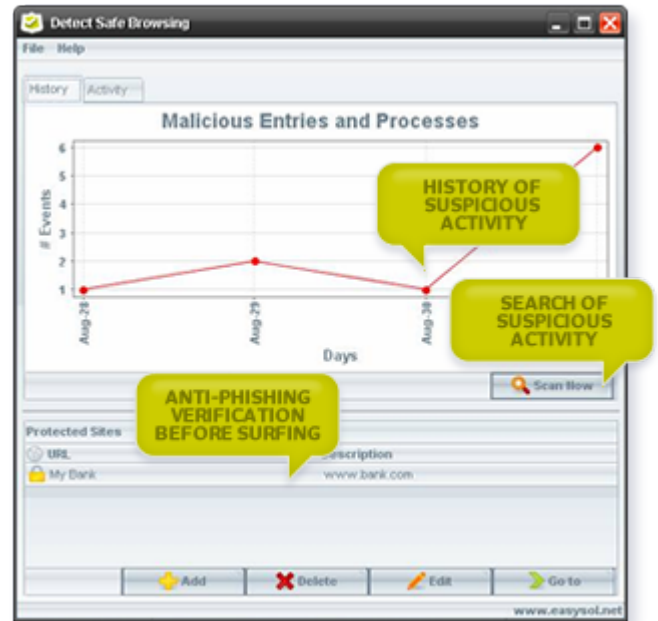 Detect Safe Browsing
File Help
History Activity
Malicious Entries and Processes
6
5
4
3
2
1
# Events
HISTORY OF
SUSPICIOUS
ACTIVITY
Aug-28
Aug-29
Aug-30
Days
SEARCH OF
SUSPICIOUS
ACTIVITY
Scan Now
ANTI-PHISHING
VERIFICATION
BEFORE SURFING
Protected Sites
URL Description
My Bank www.bank.com
Add Delete Edit Go to
www.easysol.net